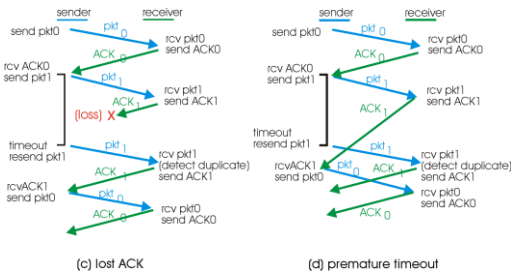 sender
receiver
send pkt0
pkt 0
rcv pkt0
send ACK0
ACK 0
rcv ACK0
send pkt1
pkt 1
rcv pkt1
send ACK1
ACK 1
(loss) X
timeout
resend pkt1
pkt 1
rcv pkt1
(detect duplicate)
send ACK1
ACK 1
rcvACK1
send pkt0
pkt 0
rcv pkt0
send ACK0
ACK 0
(c) lost ACK
sender
receiver
send pkt0
pkt 0
rcv pkt0
send ACK0
ACK 0
rcv ACK0
send pkt1
pkt 1
rcv pkt1
send ACK1
ACK 1
timeout
resend pkt1
pkt 1
rcv pkt1
(detect duplicate)
send ACK1
rcvACK1
send pkt0
pkt 0
ACK 1
rcv pkt0
send ACK0
ACK 0
(d) premature timeout